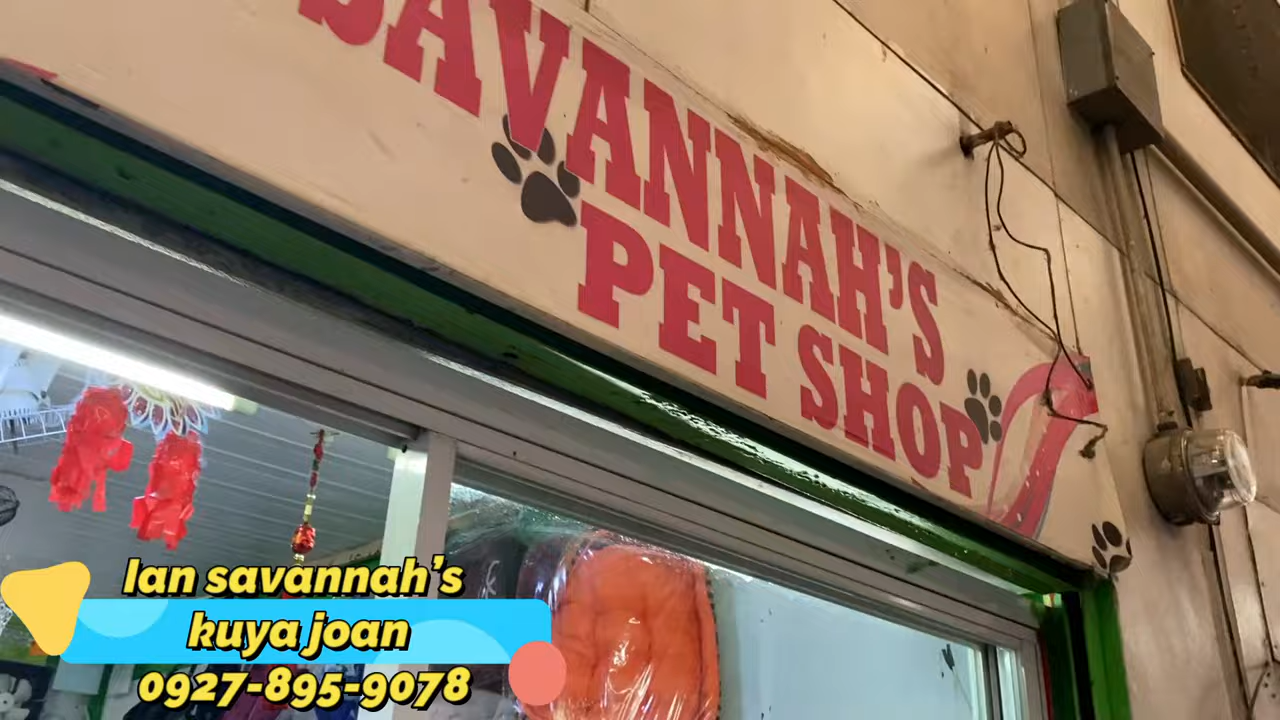 SAVANNAH'S
PET SHOP
Ian savannah's
kuya joan
0927-895-9078